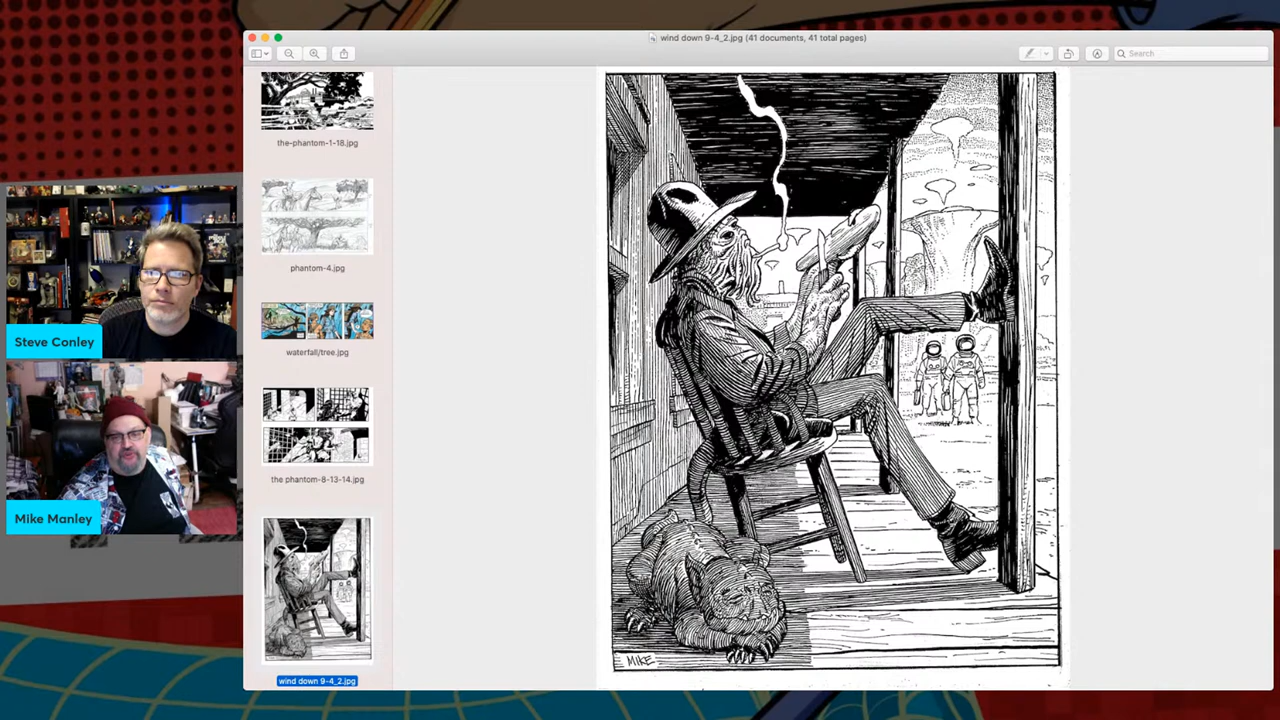 wind down 9-4_2.jpg (41 documents, 41 total pages)
Search
the-phantom-1-18.jpg
phantom-4.jpg
waterfall/tree.jpg
the phantom-8-13-14.jpg
wind down 9-4_2.jpg
Steve Conley
Mike Manley
MIKE